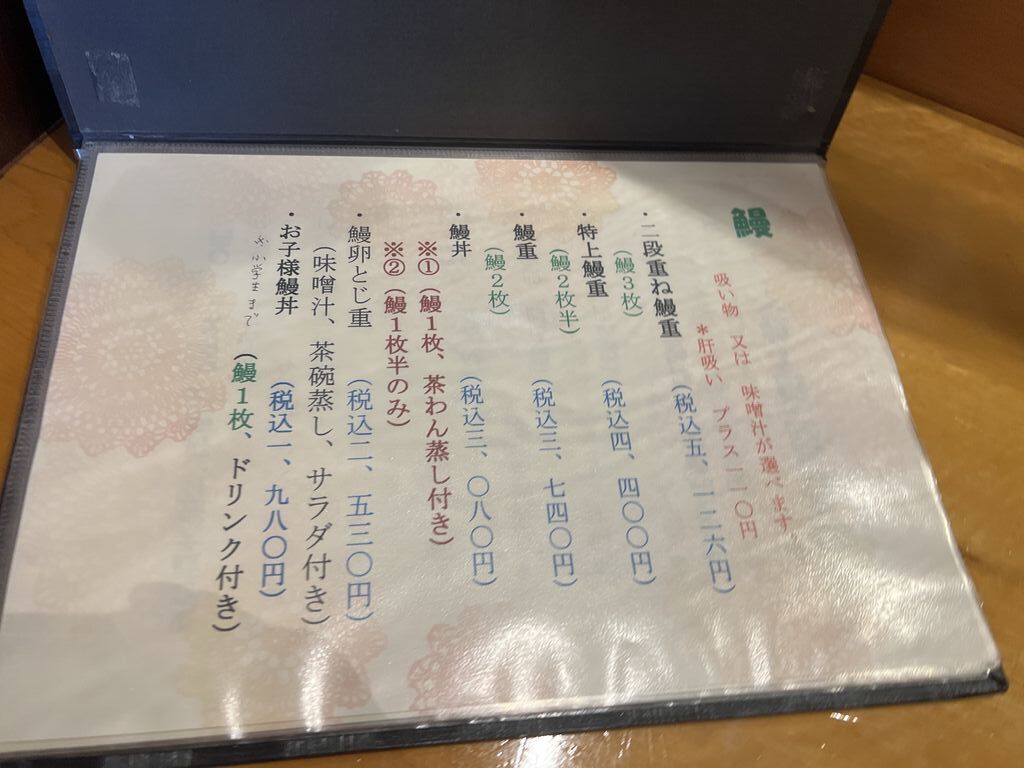 鰻
吸い物 又は 味噌汁が選べます。
*肝吸い プラス一一〇円
・二段重ね鰻重 (税込五、一二六円)
(鰻3枚)
・特上鰻重 (税込四、四〇〇円)
(鰻2枚半)
・鰻重 (税込三、七四〇円)
(鰻2枚)
・鰻丼 (税込三、〇八〇円)
※① (鰻1枚、茶わん蒸し付き)
※② (鰻1枚半のみ)
・鰻卵とじ重 (税込二、五三〇円)
(味噌汁、茶碗蒸し、サラダ付き)
・お子様鰻丼 (税込一、九八〇円)
小学生まで
(鰻1枚、ドリンク付き)